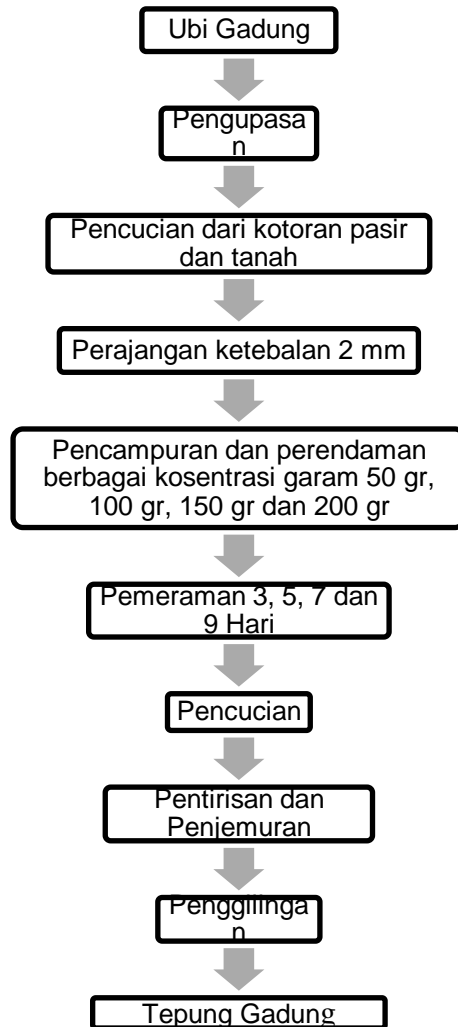 Ubi Gadung
Pengupasa
n
Pencucian dari kotoran pasir
dan tanah
Perajangan ketebalan 2 mm
Pencampuran dan perendaman
berbagai kosentrasi garam 50 gr,
100 gr, 150 gr dan 200 gr
Pemeraman 3, 5, 7 dan
9 Hari
Pencucian
Pentirisan dan
Penjemuran
Penggilinga
n
Tepung Gadung